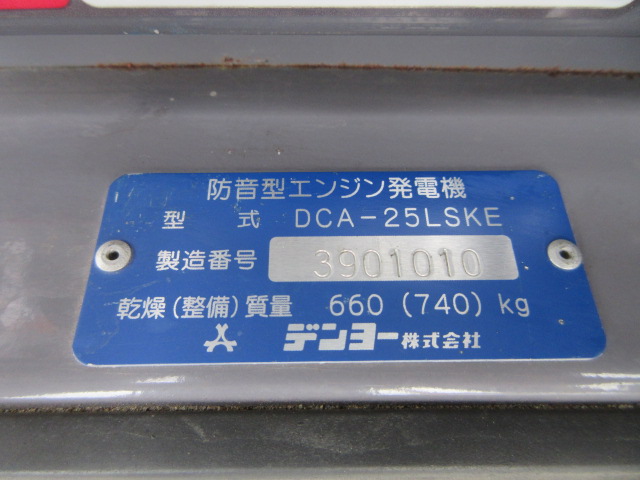 防音型エンジン発電機
型式 DCA-25LSKE
製造番号 3901010
乾燥(整備)質量 660(740)kg
デンヨー株式会社